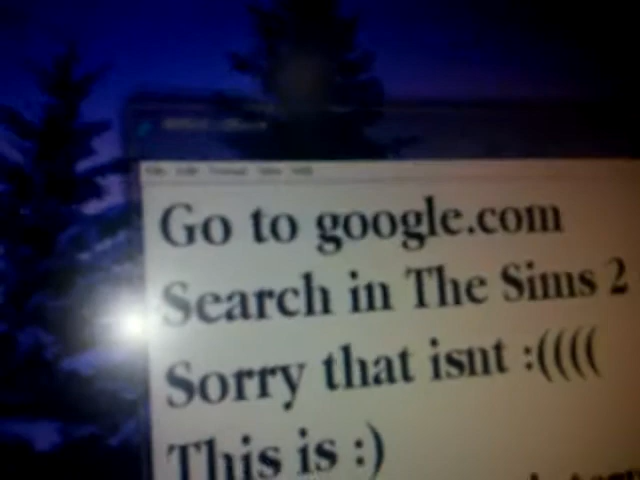 Go to google.com
Search in The Sims 2
Sorry that isnt :((((
This is :)